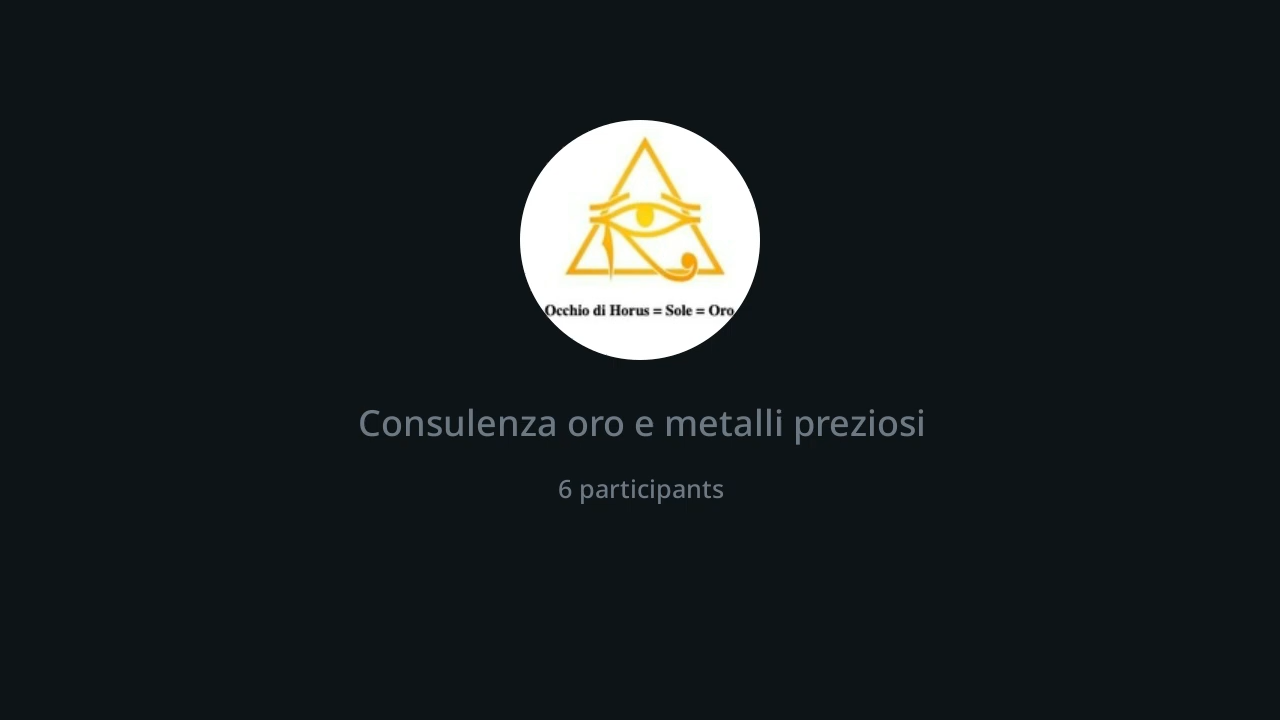 Occhio di Horus = Sole = Oro
Consulenza oro e metalli preziosi
6 participants